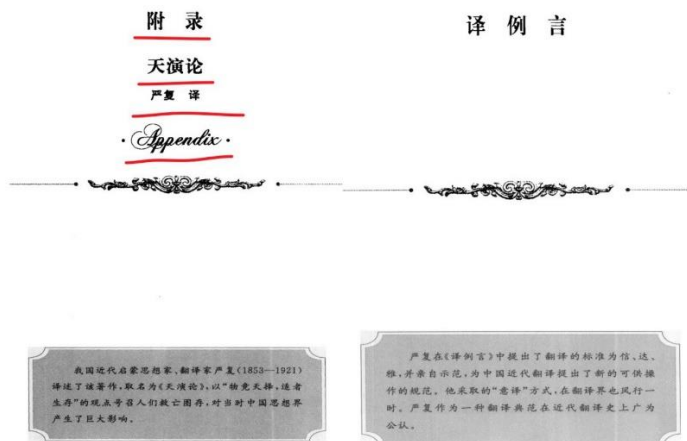 附 录
天演论
严复 译
· Appendix ·
我国近代启蒙思想家、翻译家严复(1853—1921)
译述了该著作,取名为《天演论》,以“物竞天择,适者
生存”的观点号召人们救亡图存,对当时中国思想界
产生了巨大影响。
译 例 言
严复在《译例言》中提出了翻译的标准为信、达、
雅,并亲自示范,为中国近代翻译提出了新的可供操
作的规范。他采取的“意译”方式,在翻译界也风行一
时。严复作为一种翻译典范在近代翻译史上广为
公认。